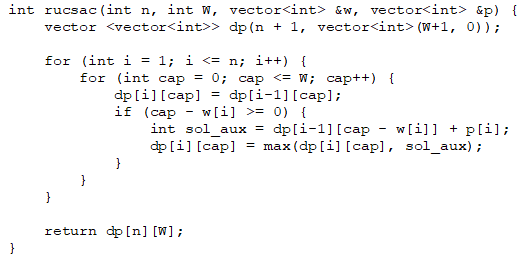 int rucsac(int n, int W, vector<int> &w, vector<int> &p) {
    vector <vector<int>> dp(n + 1, vector<int>(W+1, 0));

    for (int i = 1; i <= n; i++) {
        for (int cap = 0; cap <= W; cap++) {
            dp[i][cap] = dp[i-1][cap];
            if (cap - w[i] >= 0) {
                int sol_aux = dp[i-1][cap - w[i]] + p[i];
                dp[i][cap] = max(dp[i][cap], sol_aux);
            }
        }
    }

    return dp[n][W];
}